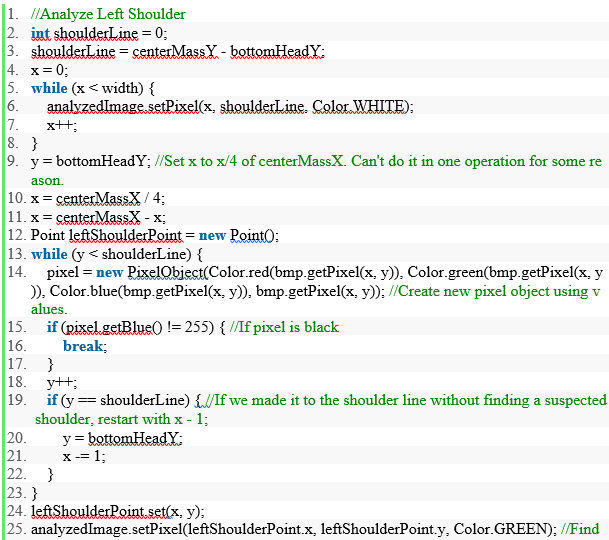 1. //Analyze Left Shoulder
2. int shoulderLine = 0;
3. shoulderLine = centerMassY - bottomHeadY;
4. x = 0;
5. while (x < width) {
6. analyzedImage.setPixel(x, shoulderLine, Color.WHITE);
7. x++;
8. }
9. y = bottomHeadY; //Set x to x/4 of centerMassX. Can't do it in one operation for some re
ason.
10. x = centerMassX / 4;
11. x = centerMassX - x;
12. Point leftShoulderPoint = new Point();
13. while (y < shoulderLine) {
14. pixel = new PixelObject(Color.red(bmp.getPixel(x, y)), Color.green(bmp.getPixel(x, y
)), Color.blue(bmp.getPixel(x, y)), bmp.getPixel(x, y)); //Create new pixel object using v
alues.
15. if (pixel.getBlue() != 255) { //If pixel is black
16. break;
17. }
18. y++;
19. if (y == shoulderLine) { //If we made it to the shoulder line without finding a suspected
shoulder, restart with x - 1;
20. y = bottomHeadY;
21. x -= 1;
22. }
23. }
24. leftShoulderPoint.set(x, y);
25. analyzedImage.setPixel(leftShoulderPoint.x, leftShoulderPoint.y, Color.GREEN); //Find